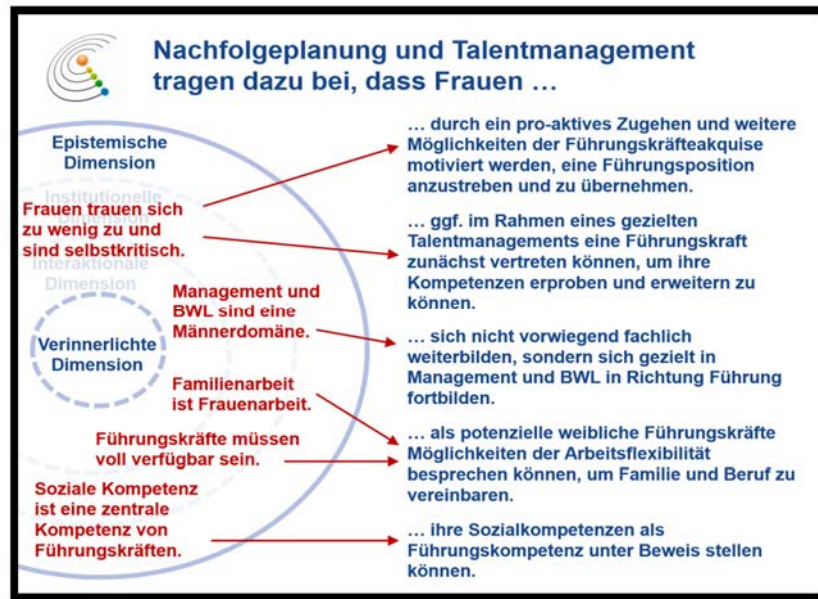 Nachfolgeplanung und Talentmanagement
tragen dazu bei, dass Frauen …
Epistemische
Dimension
Institutionelle
Dimension
Frauen trauen sich
zu wenig zu und
sind selbstkritisch.
Interaktionale
Dimension
Management und
BWL sind eine
Männerdomäne.
Verinnerlichte
Dimension
Familienarbeit
ist Frauenarbeit.
Führungskräfte müssen
voll verfügbar sein.
Soziale Kompetenz
ist eine zentrale
Kompetenz von
Führungskräften.
… durch ein pro-aktives Zugehen und weitere
Möglichkeiten der Führungskräfteakquise
motiviert werden, eine Führungsposition
anzustreben und zu übernehmen.
… ggf. im Rahmen eines gezielten
Talentmanagements eine Führungskraft
zunächst vertreten können, um ihre
Kompetenzen erproben und erweitern zu
können.
… sich nicht vorwiegend fachlich
weiterbilden, sondern sich gezielt in
Management und BWL in Richtung Führung
fortbilden.
… als potenzielle weibliche Führungskräfte
Möglichkeiten der Arbeitsflexibilität
besprechen können, um Familie und Beruf zu
vereinbaren.
… ihre Sozialkompetenzen als
Führungskompetenz unter Beweis stellen
können.